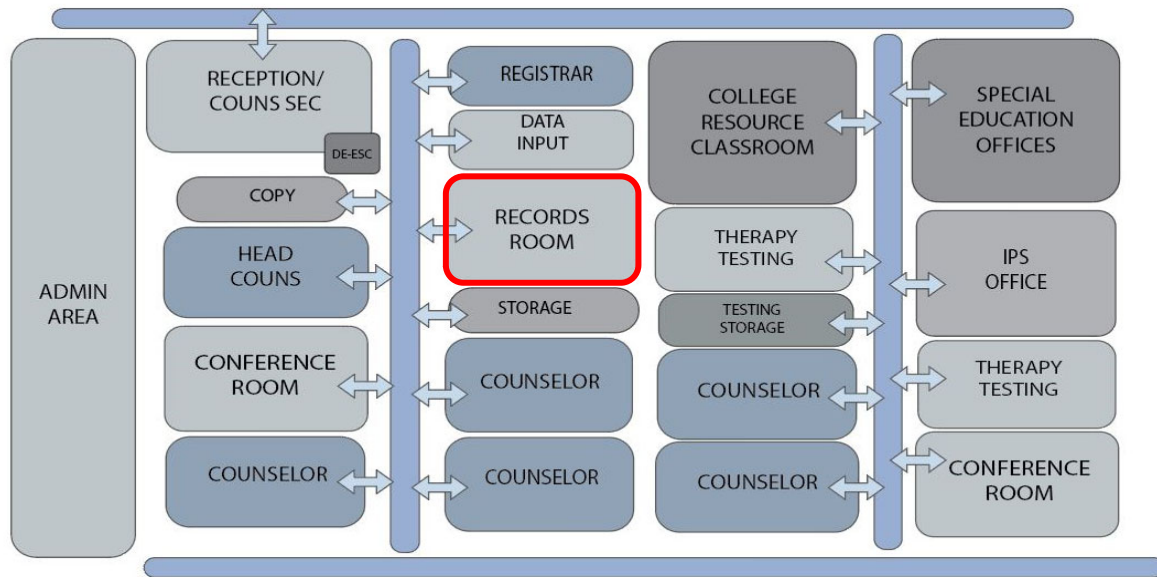 ADMIN
AREA
RECEPTION/
COUNS SEC
DE-ESC
COPY
HEAD
COUNS
CONFERENCE
ROOM
COUNSELOR
REGISTRAR
DATA
INPUT
RECORDS
ROOM
STORAGE
COUNSELOR
COUNSELOR
COLLEGE
RESOURCE
CLASSROOM
THERAPY
TESTING
TESTING
STORAGE
COUNSELOR
COUNSELOR
SPECIAL
EDUCATION
OFFICES
IPS
OFFICE
THERAPY
TESTING
CONFERENCE
ROOM